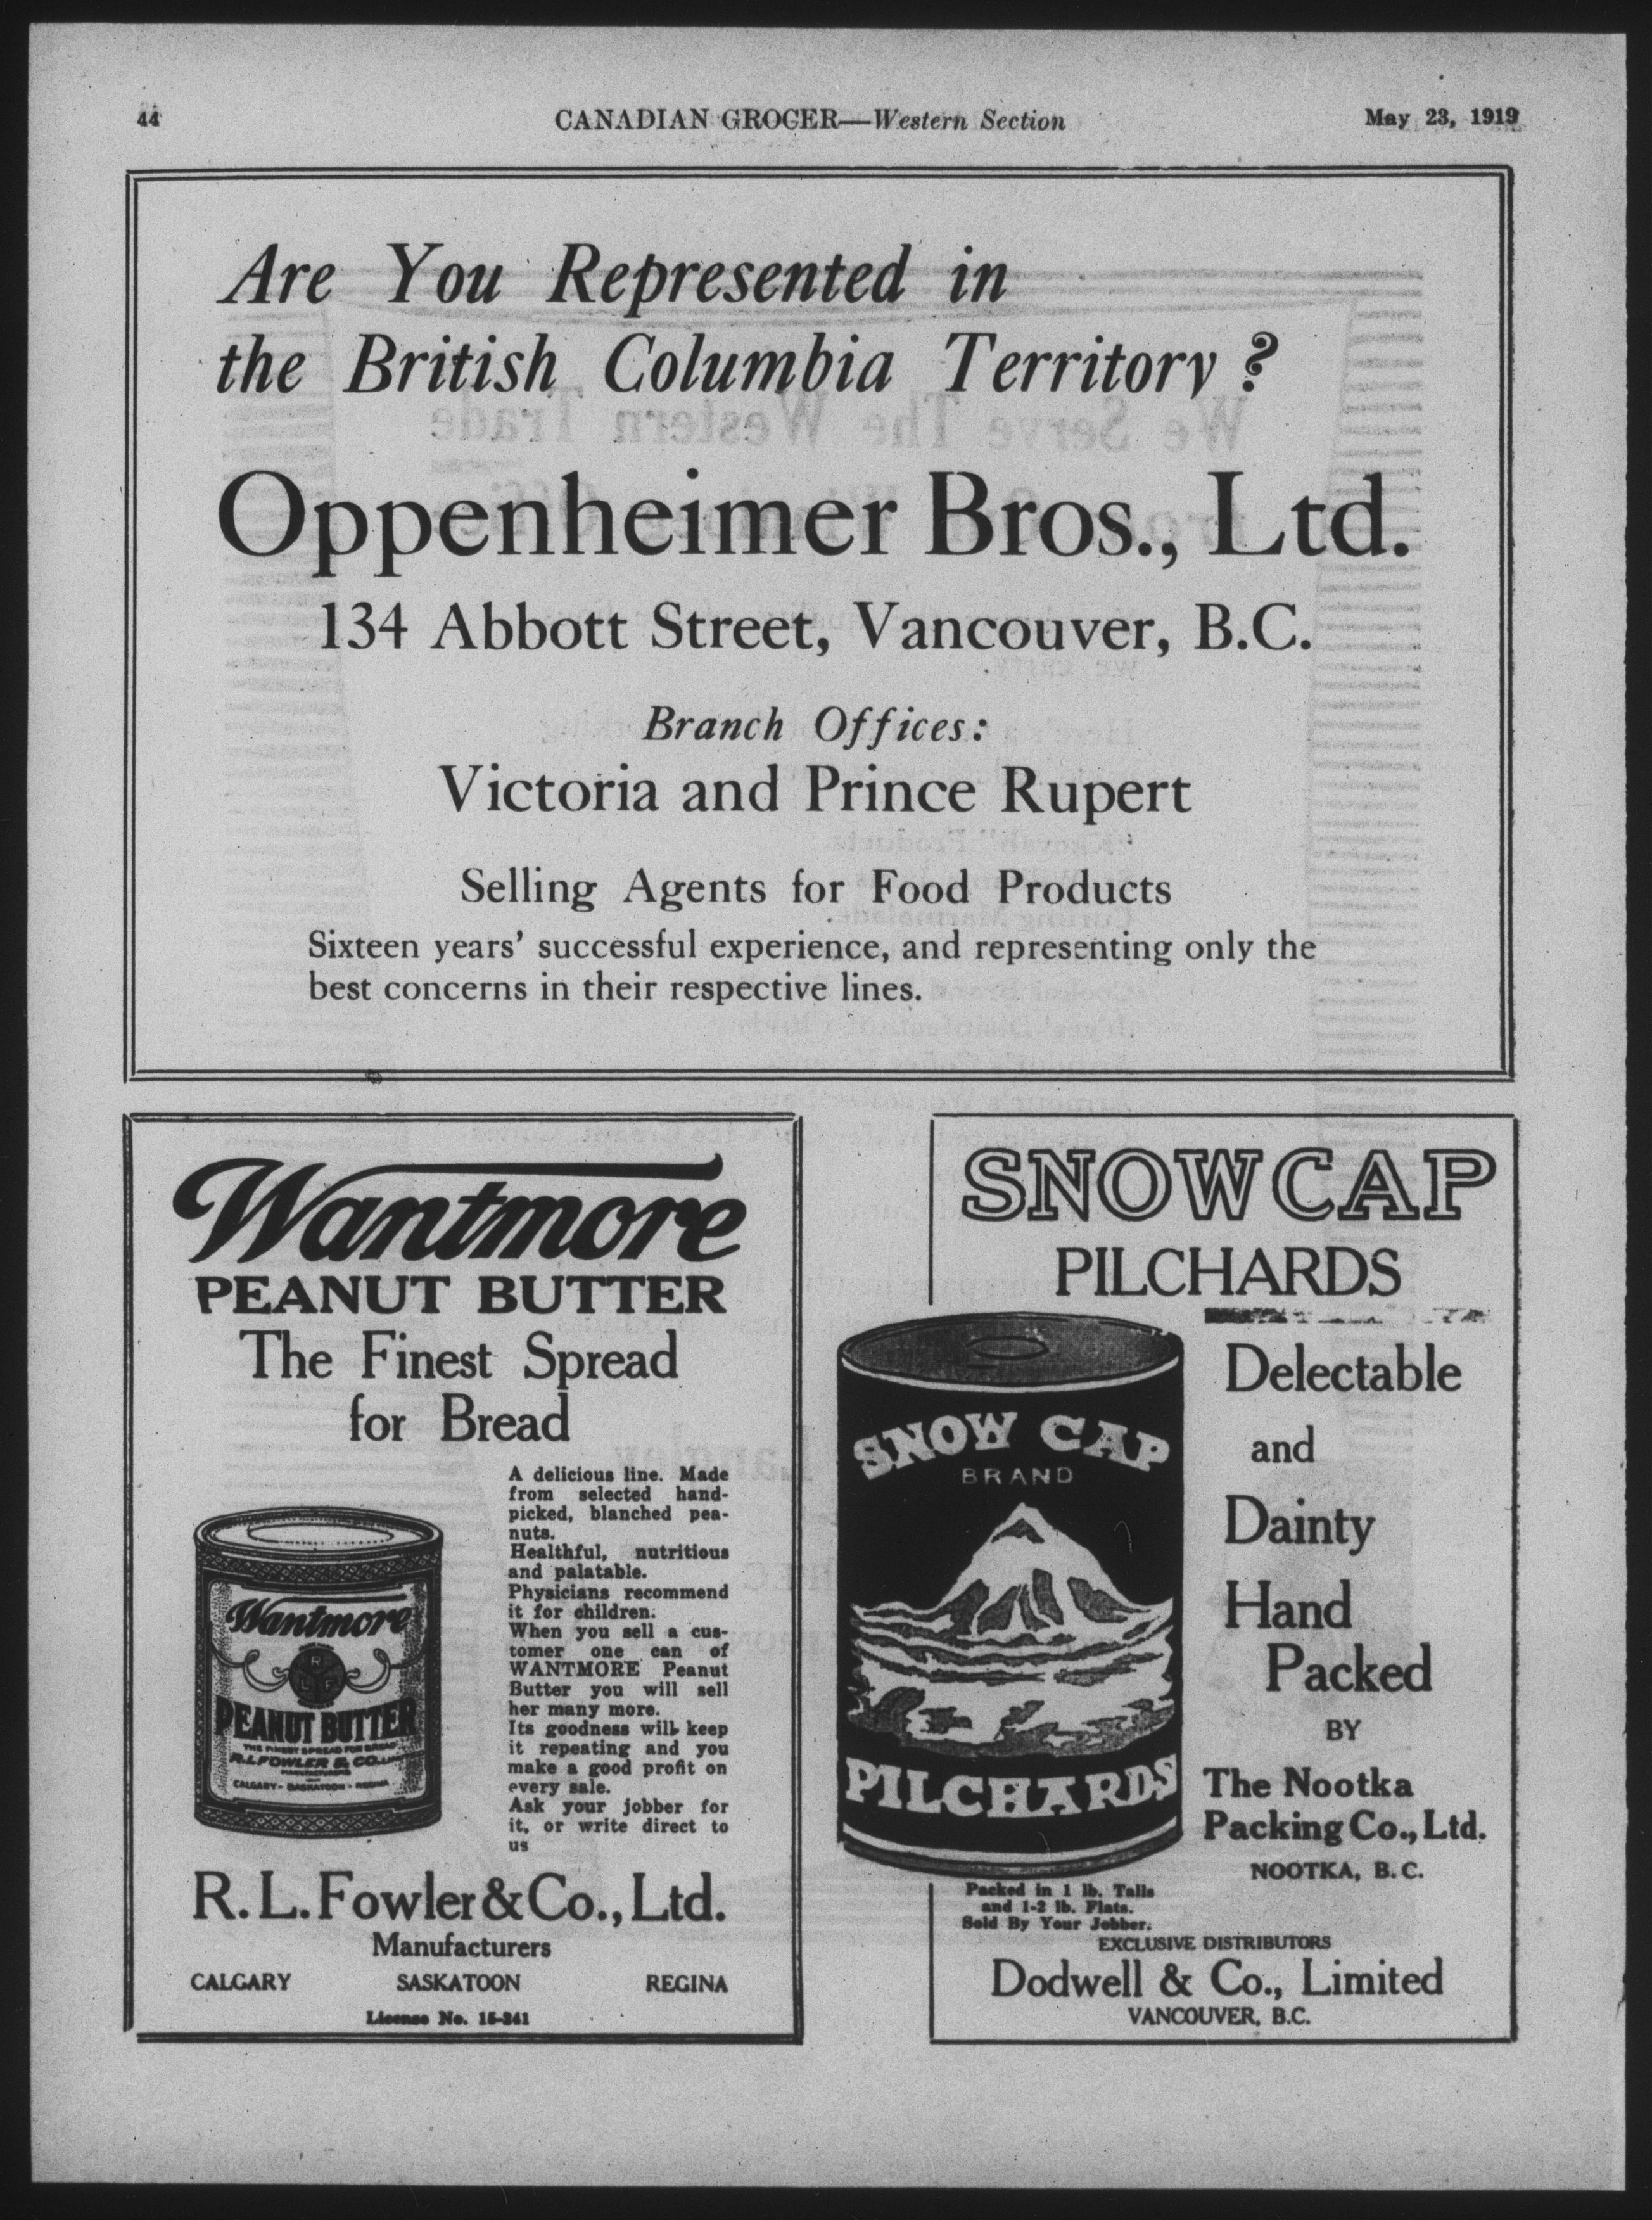 44
CANADIAN GROCER—Western Section
May 23, 1919
Are You Represented in
the British Columbia Territory?
Oppenheimer Bros., Ltd.
134 Abbott Street, Vancouver, B.C.
Branch Offices:
Victoria and Prince Rupert
Selling Agents for Food Products
Sixteen years' successful experience, and representing only the
best concerns in their respective lines.
Wantmore
PEANUT BUTTER
The Finest Spread
for Bread
A delicious line. Made
from selected hand-
picked, blanched pea-
nuts.
Healthful, nutritious
and palatable.
Physicians recommend
it for children.
When you sell a cus-
tomer one can of
WANTMORE Peanut
Butter you will sell
her many more.
Its goodness will keep
it repeating and you
make a good profit on
every sale.
Ask your jobber for
it, or write direct to
us
Wantmore
PEANUT BUTTER
THE FINEST SPREAD FOR BREAD
R.L. FOWLER & CO. LIMITED
MANUFACTURERS
CALGARY - SASKATOON - REGINA
R. L. Fowler & Co., Ltd.
Manufacturers
CALGARY SASKATOON REGINA
License No. 15-341
SNOWCAP
PILCHARDS
SNOW CAP
BRAND
PILCHARDS
Delectable
and
Dainty
Hand
Packed
BY
The Nootka
Packing Co., Ltd.
NOOTKA, B. C.
Packed in 1 lb. Talls
and 1-2 lb. Flats.
Sold By Your Jobber.
EXCLUSIVE DISTRIBUTORS
Dodwell & Co., Limited
VANCOUVER, B.C.